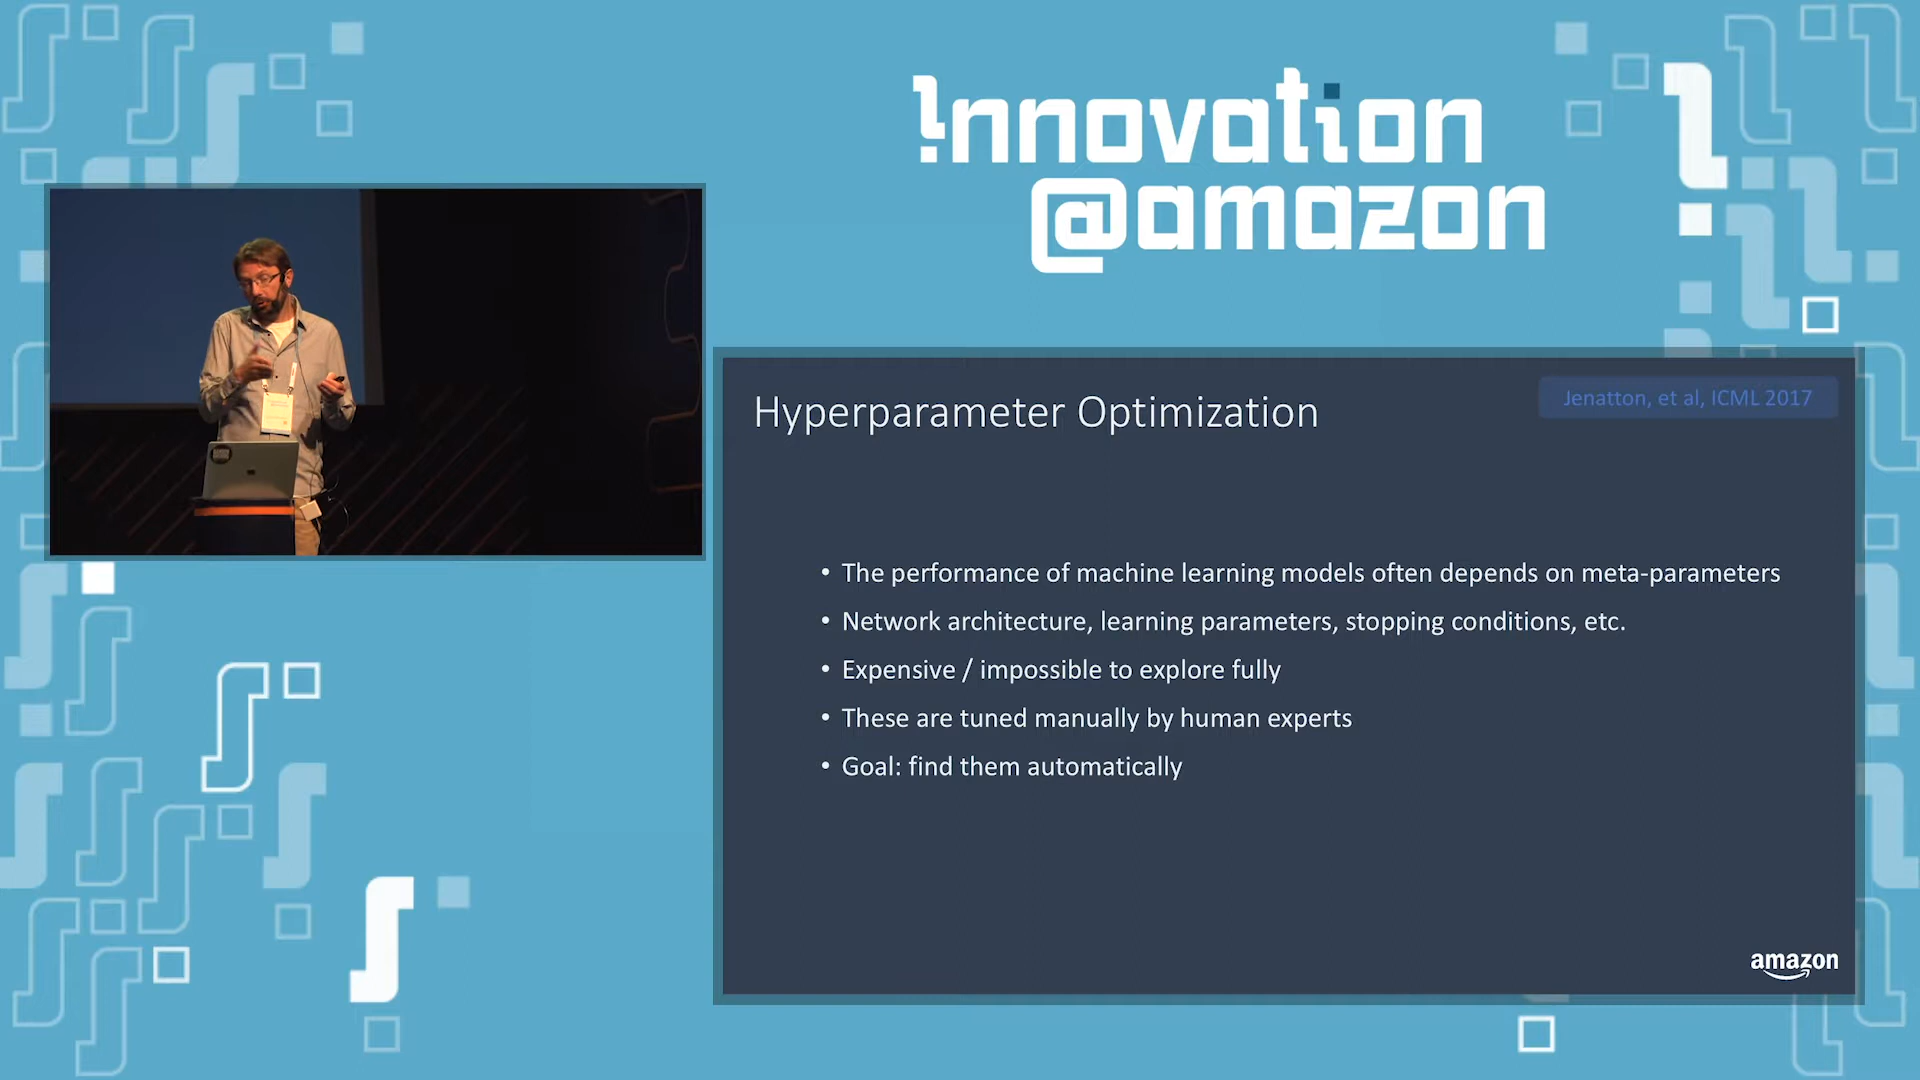 Innovation
@amazon
Hyperparameter Optimization
Jenatton, et al, ICML 2017
• The performance of machine learning models often depends on meta-parameters
• Network architecture, learning parameters, stopping conditions, etc.
• Expensive / impossible to explore fully
• These are tuned manually by human experts
• Goal: find them automatically
amazon